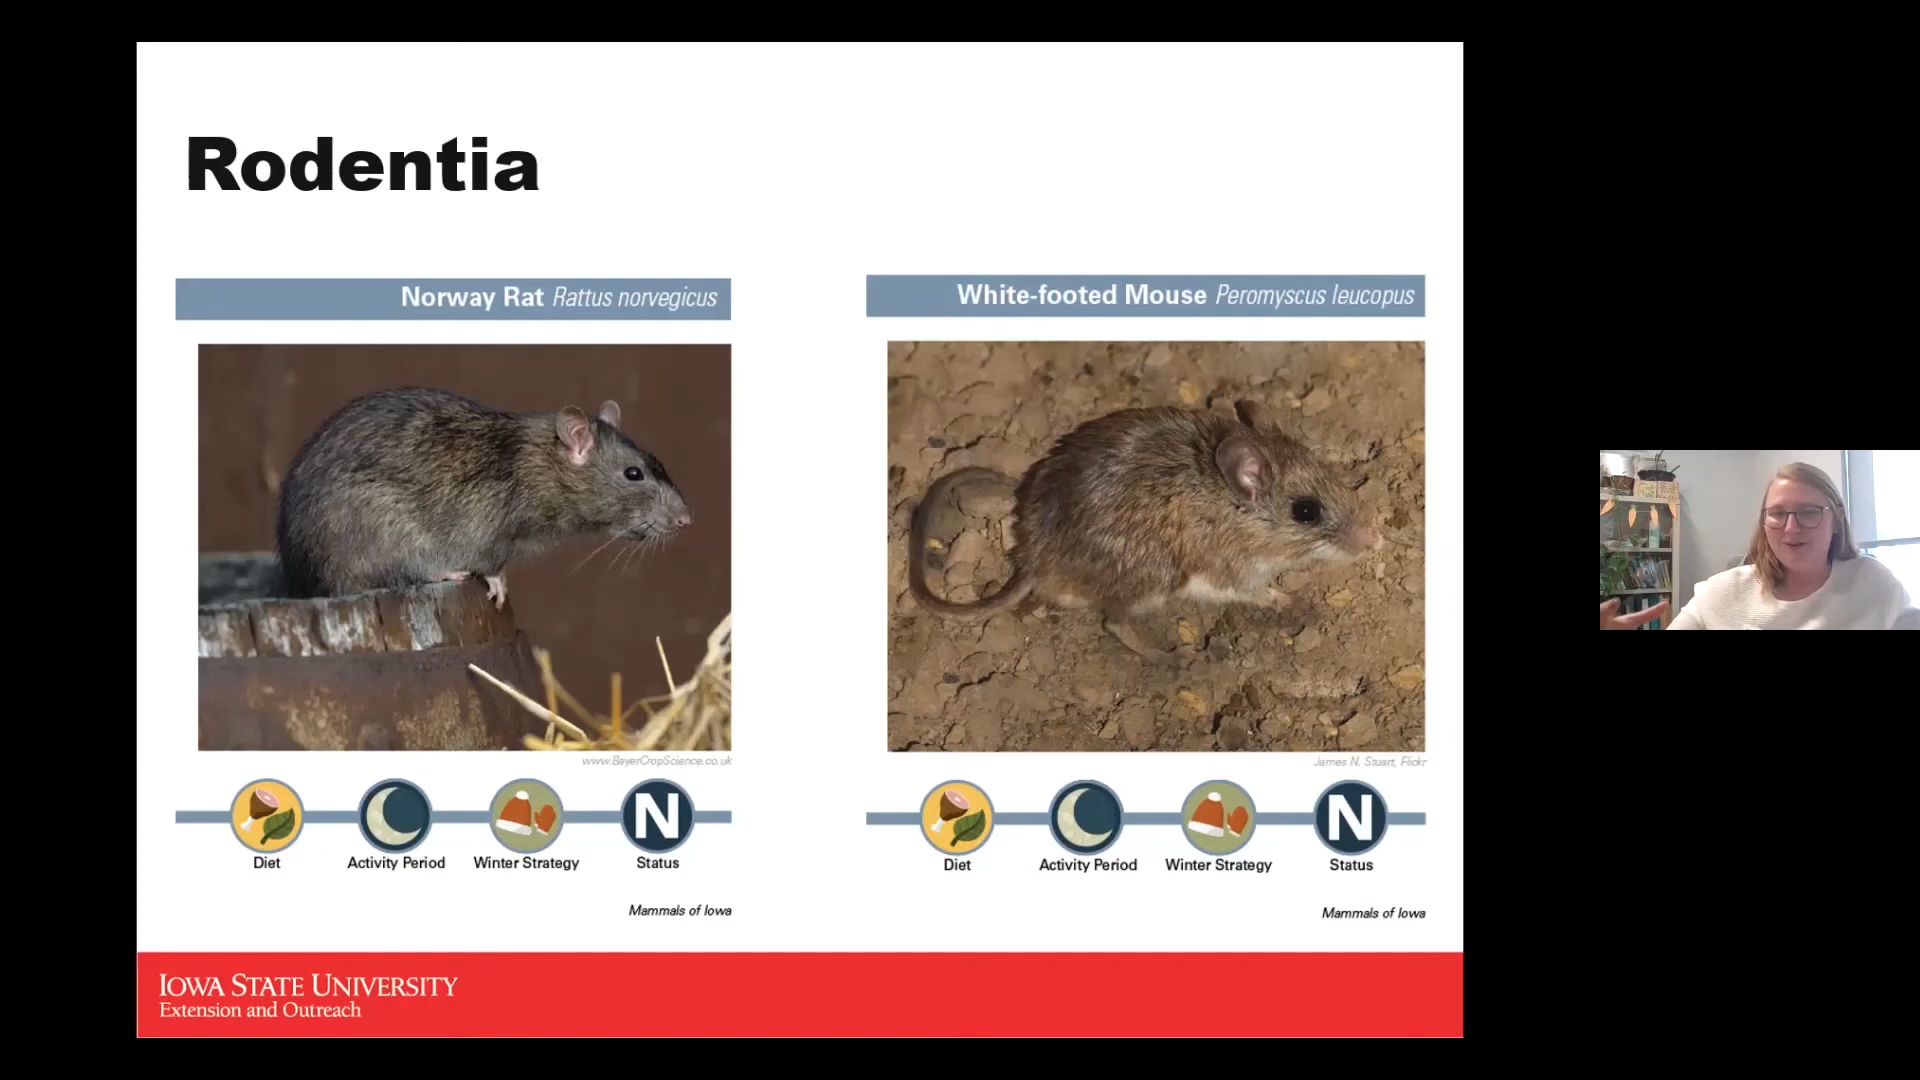 Rodentia
Norway Rat Rattus norvegicus
www.BayerCropScience.co.uk
N
Diet
Activity Period
Winter Strategy
Status
Mammals of Iowa
White-footed Mouse Peromyscus leucopus
James N. Stuart, Flickr
N
Diet
Activity Period
Winter Strategy
Status
Mammals of Iowa
IOWA STATE UNIVERSITY
Extension and Outreach